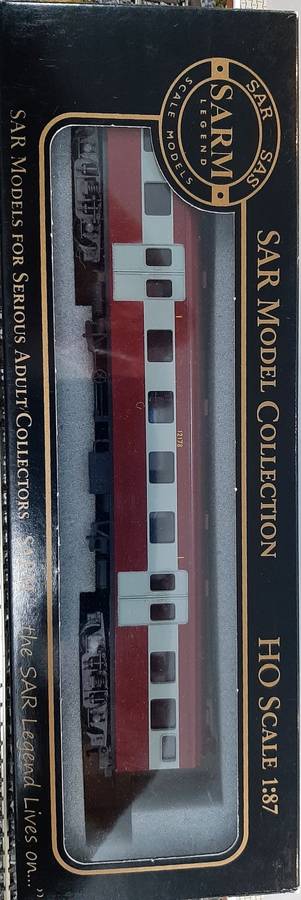 SAR SAS
SARM
LEGEND
SCALE MODELS
SAR MODEL COLLECTION HO SCALE 1:87
12178
SAR MODELS FOR SERIOUS ADULT COLLECTORS the SAR Legend Lives on... "